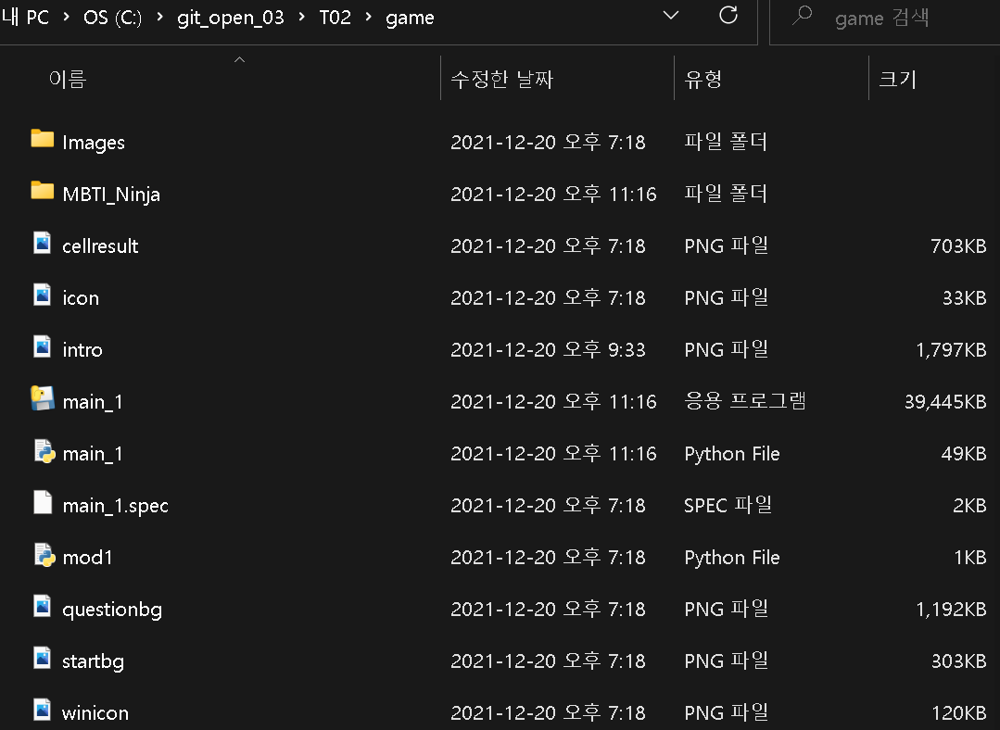 내 PC > OS (C:) > git_open_03 > T02 > game game 검색
이름 수정한 날짜 유형 크기
Images 2021-12-20 오후 7:18 파일 폴더
MBTI_Ninja 2021-12-20 오후 11:16 파일 폴더
cellresult 2021-12-20 오후 7:18 PNG 파일 703KB
icon 2021-12-20 오후 7:18 PNG 파일 33KB
intro 2021-12-20 오후 9:33 PNG 파일 1,797KB
main_1 2021-12-20 오후 11:16 응용 프로그램 39,445KB
main_1 2021-12-20 오후 11:16 Python File 49KB
main_1.spec 2021-12-20 오후 7:18 SPEC 파일 2KB
mod1 2021-12-20 오후 7:18 Python File 1KB
questionbg 2021-12-20 오후 7:18 PNG 파일 1,192KB
startbg 2021-12-20 오후 7:18 PNG 파일 303KB
winicon 2021-12-20 오후 7:18 PNG 파일 120KB